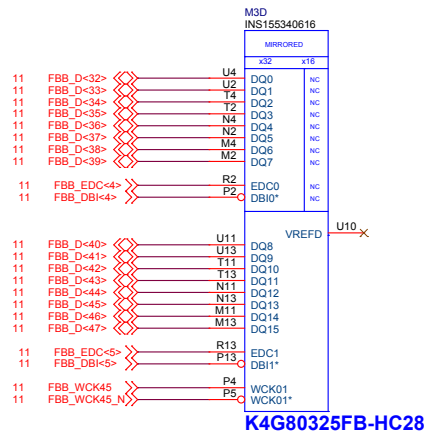 M3D
INS155340616
MIRRORED
x32 x16
11 FBB_D<32> U4 DQ0 NC
11 FBB_D<33> U2 DQ1 NC
11 FBB_D<34> T4 DQ2 NC
11 FBB_D<35> T2 DQ3 NC
11 FBB_D<36> N4 DQ4 NC
11 FBB_D<37> N2 DQ5 NC
11 FBB_D<38> M4 DQ6 NC
11 FBB_D<39> M2 DQ7 NC
11 FBB_EDC<4> R2 EDC0 NC
11 FBB_DBI<4> P2 DBI0* NC
VREFD U10
11 FBB_D<40> U11 DQ8
11 FBB_D<41> U13 DQ9
11 FBB_D<42> T11 DQ10
11 FBB_D<43> T13 DQ11
11 FBB_D<44> N11 DQ12
11 FBB_D<45> N13 DQ13
11 FBB_D<46> M11 DQ14
11 FBB_D<47> M13 DQ15
11 FBB_EDC<5> R13 EDC1
11 FBB_DBI<5> P13 DBI1*
11 FBB_WCK45 P4 WCK01
11 FBB_WCK45_N P5 WCK01*
K4G80325FB-HC28